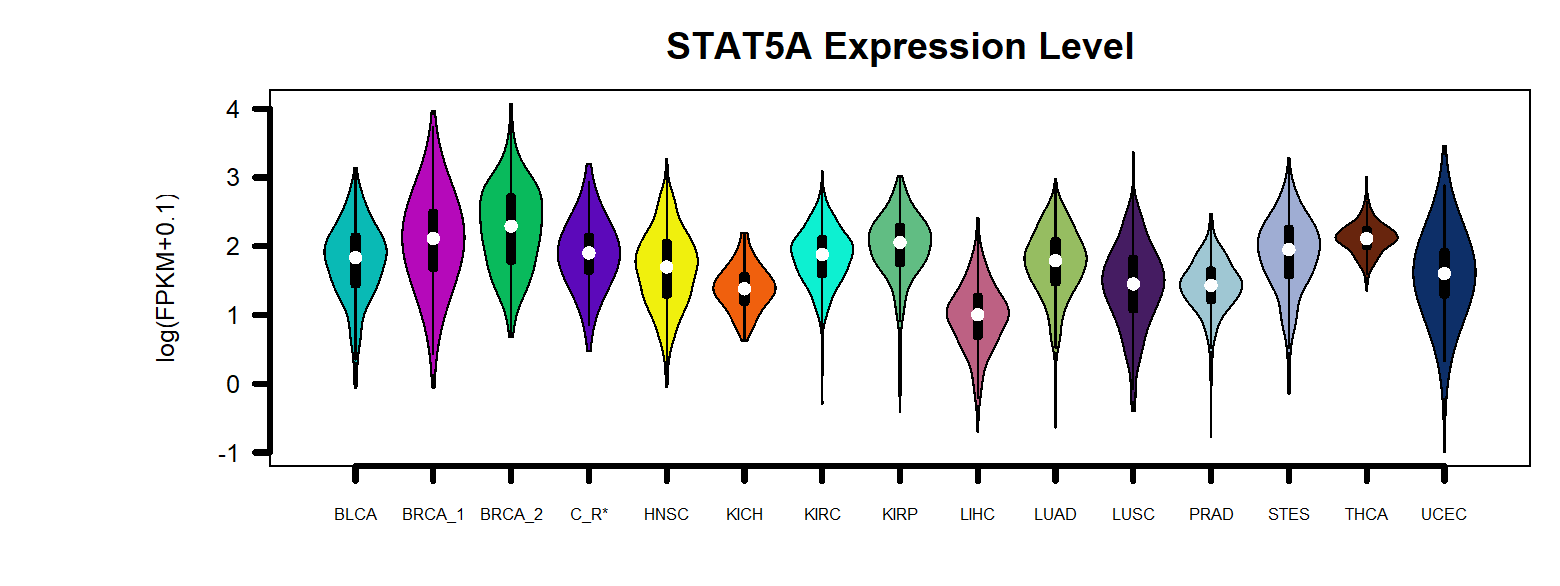 STAT5A Expression Level
log(FPKM+0.1)
4
3
2
1
0
-1
BLCA BRCA_1 BRCA_2 C_R* HNSC KICH KIRC KIRP LIHC LUAD LUSC PRAD STES THCA UCEC